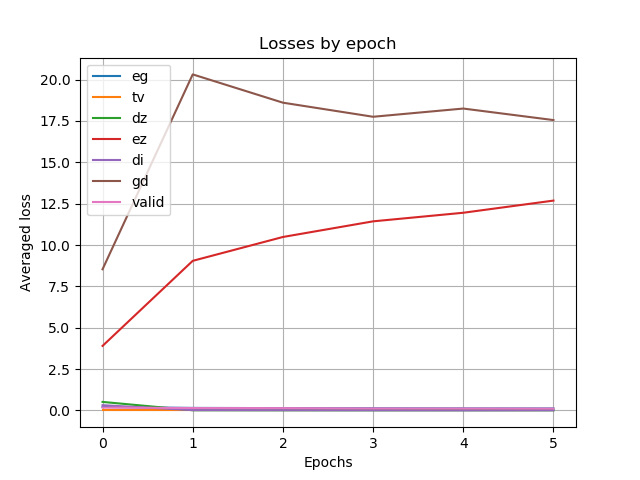 Losses by epoch
eg
tv
dz
ez
di
gd
valid
20.0
17.5
15.0
12.5
10.0
7.5
5.0
2.5
0.0
Averaged loss
0 1 2 3 4 5
Epochs